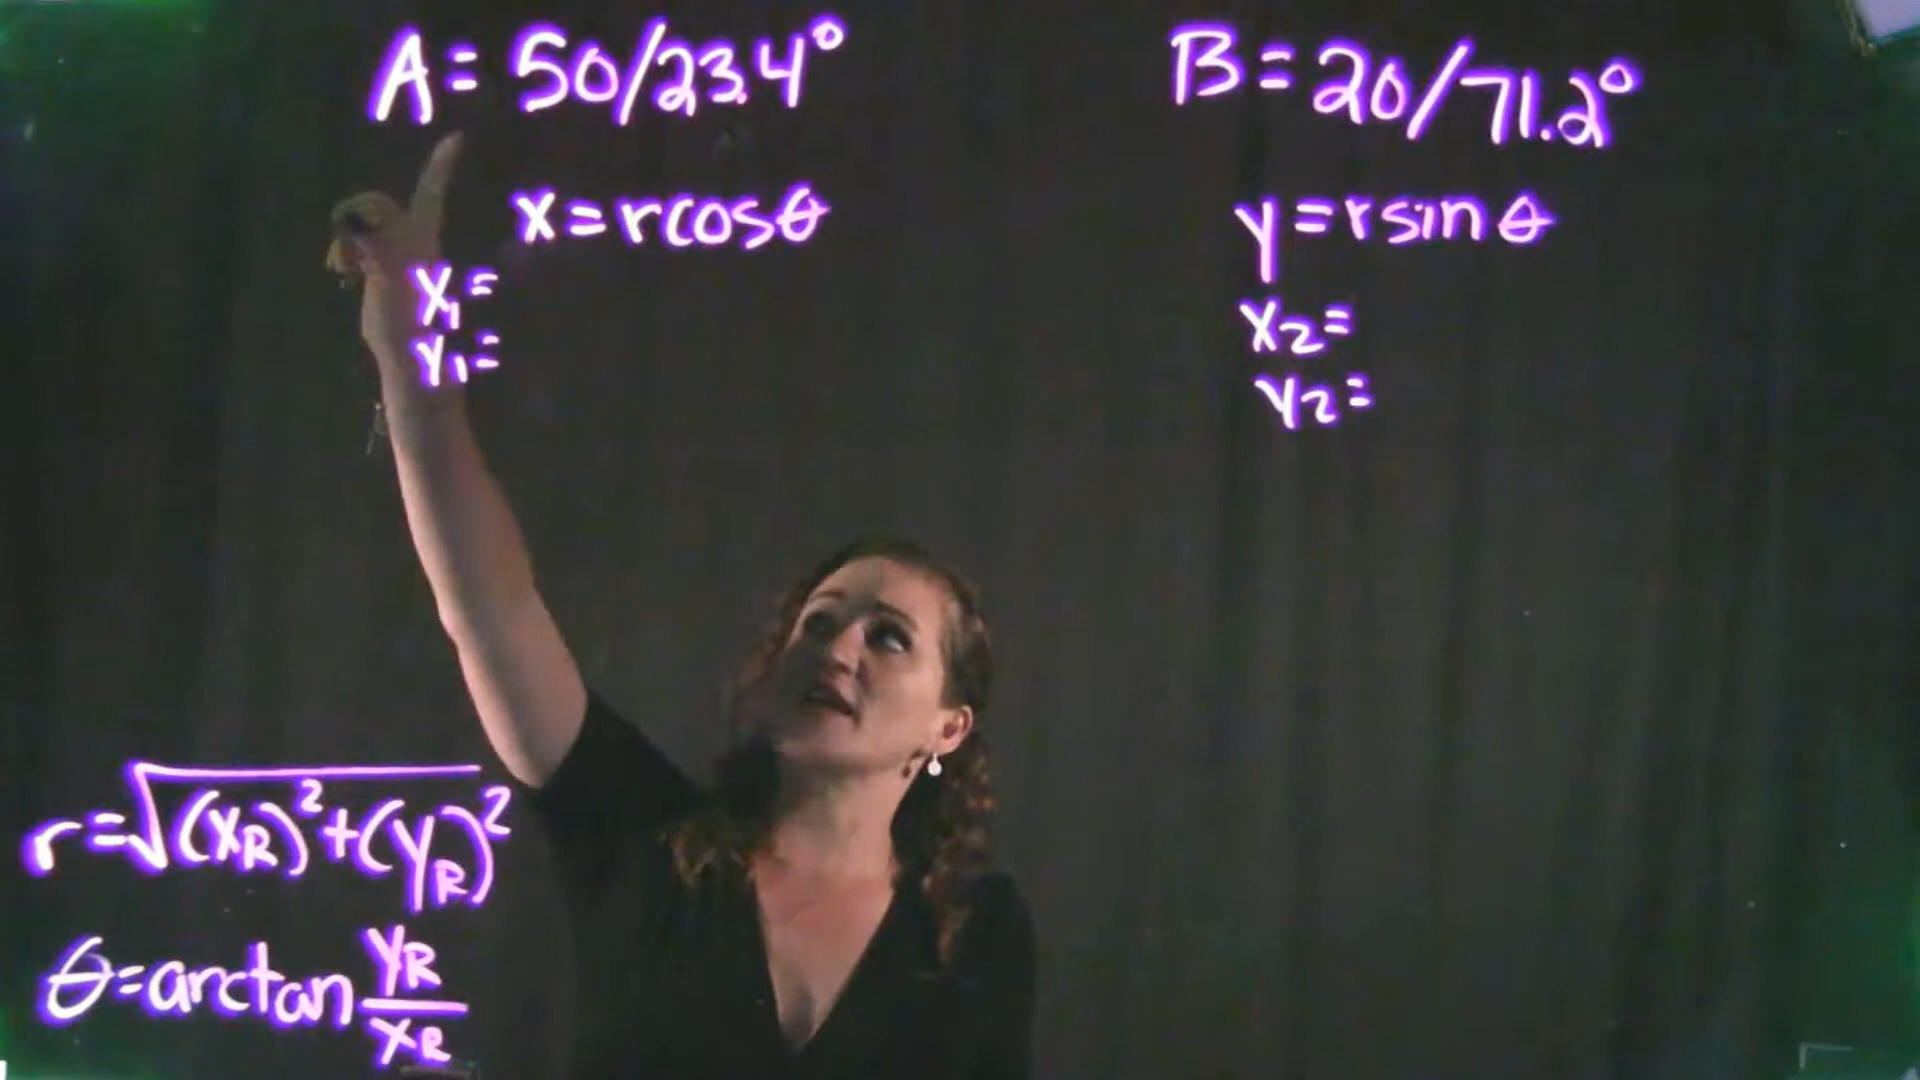 A = 50/23.4°
B = 20/71.2°
x = rcosθ
y = rsinθ
x₁ =
y₁ =
x₂ =
y₂ =
r = √(x_R)² + (y_R)²
θ = arctan y_R/x_R